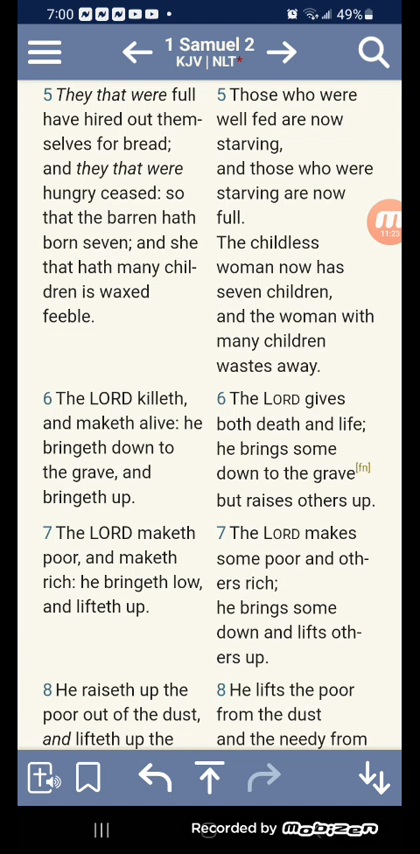 7:00 49%
1 Samuel 2
KJV | NLT*
5 They that were full
have hired out them-
selves for bread;
and they that were
hungry ceased: so
that the barren hath
born seven; and she
that hath many chil-
dren is waxed
feeble.
5 Those who were
well fed are now
starving,
and those who were
starving are now
full.
The childless
woman now has
seven children,
and the woman with
many children
wastes away.
11:23
6 The LORD killeth,
and maketh alive: he
bringeth down to
the grave, and
bringeth up.
6 The LORD gives
both death and life;
he brings some
down to the grave[fn]
but raises others up.
7 The LORD maketh
poor, and maketh
rich: he bringeth low,
and lifteth up.
7 The LORD makes
some poor and oth-
ers rich;
he brings some
down and lifts oth-
ers up.
8 He raiseth up the
poor out of the dust,
and lifteth up the
8 He lifts the poor
from the dust
and the needy from
Recorded by mobizen